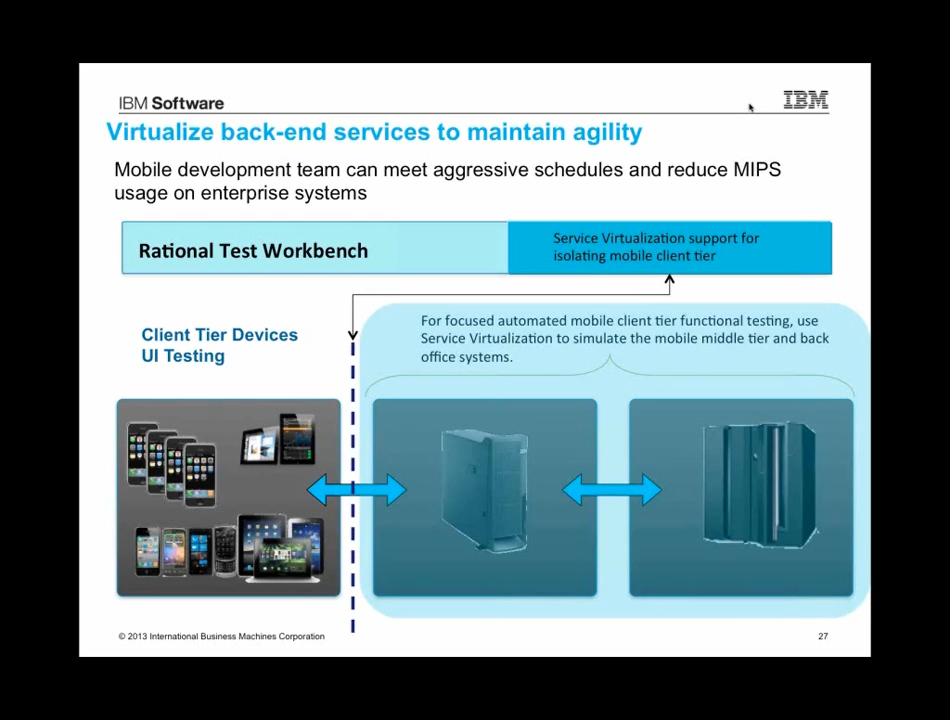 IBM Software
IBM
Virtualize back-end services to maintain agility
Mobile development team can meet aggressive schedules and reduce MIPS
usage on enterprise systems
Rational Test Workbench
Service Virtualization support for
isolating mobile client tier
Client Tier Devices
UI Testing
For focused automated mobile client tier functional testing, use
Service Virtualization to simulate the mobile middle tier and back
office systems.
© 2013 International Business Machines Corporation
27